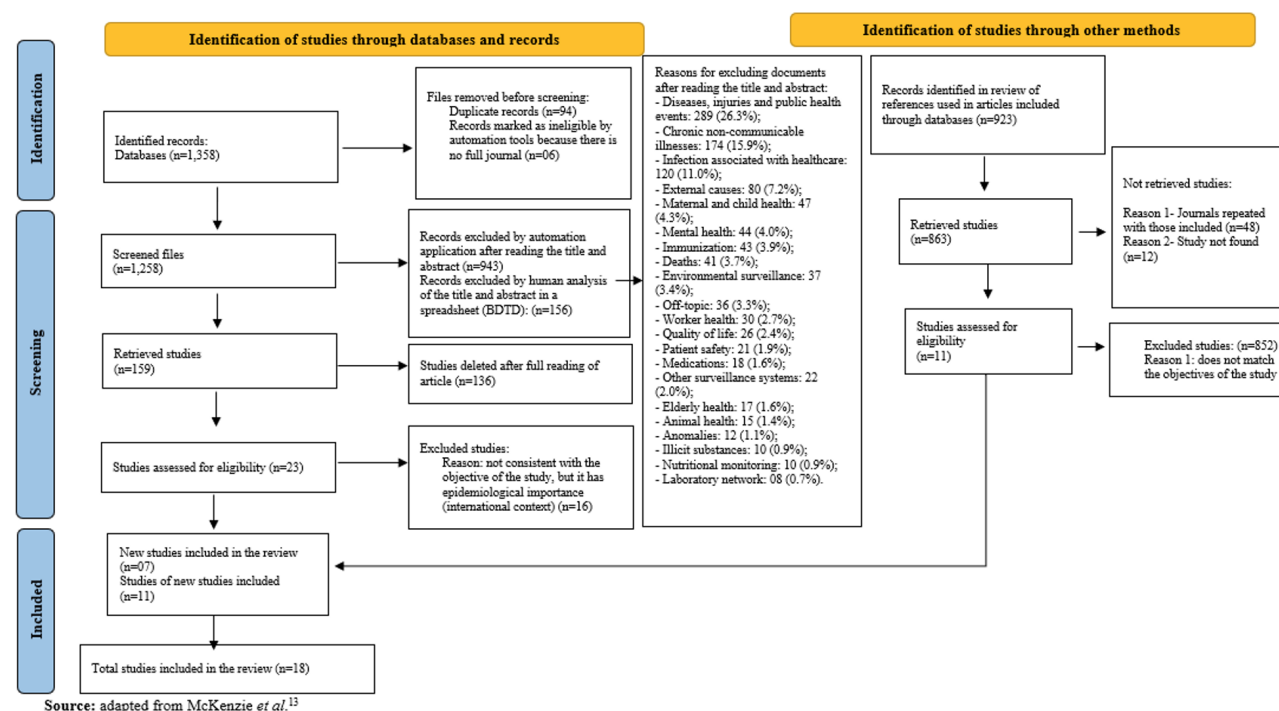 Identification of studies through databases and records
Identification of studies through other methods
Identification
Identified records:
Databases (n=1,358)
Files removed before screening:
Duplicate records (n=94)
Records marked as ineligible by
automation tools because there is
no full journal (n=06)
Reasons for excluding documents
after reading the title and abstract:
- Diseases, injuries and public health
events: 289 (26.3%);
- Chronic non-communicable
illnesses: 174 (15.9%);
- Infection associated with healthcare:
120 (11.0%);
- External causes: 80 (7.2%);
- Maternal and child health: 47
(4.3%);
- Mental health: 44 (4.0%);
- Immunization: 43 (3.9%);
- Deaths: 41 (3.7%);
- Environmental surveillance: 37
(3.4%);
- Off-topic: 36 (3.3%);
- Worker health: 30 (2.7%);
- Quality of life: 26 (2.4%);
- Patient safety: 21 (1.9%);
- Medications: 18 (1.6%);
- Other surveillance systems: 22
(2.0%);
- Elderly health: 17 (1.6%);
- Animal health: 15 (1.4%);
- Anomalies: 12 (1.1%);
- Illicit substances: 10 (0.9%);
- Nutritional monitoring: 10 (0.9%);
- Laboratory network: 08 (0.7%).
Records identified in review of
references used in articles included
through databases (n=923)
Not retrieved studies:
Reason 1- Journals repeated
with those included (n=48)
Reason 2- Study not found
(n=12)
Screening
Screened files
(n=1,258)
Records excluded by automation
application after reading the title and
abstract (n=943)
Records excluded by human analysis
of the title and abstract in a
spreadsheet (BDTD): (n=156)
Retrieved studies
(n=863)
Retrieved studies
(n=159)
Studies deleted after full reading of
article (n=136)
Studies assessed for
eligibility
(n=11)
Excluded studies: (n=852)
Reason 1: does not match
the objectives of the study
Studies assessed for eligibility (n=23)
Excluded studies:
Reason: not consistent with the
objective of the study, but it has
epidemiological importance
(international context) (n=16)
Included
New studies included in the review
(n=07)
Studies of new studies included
(n=11)
Total studies included in the review (n=18)
Source: adapted from McKenzie et al.13